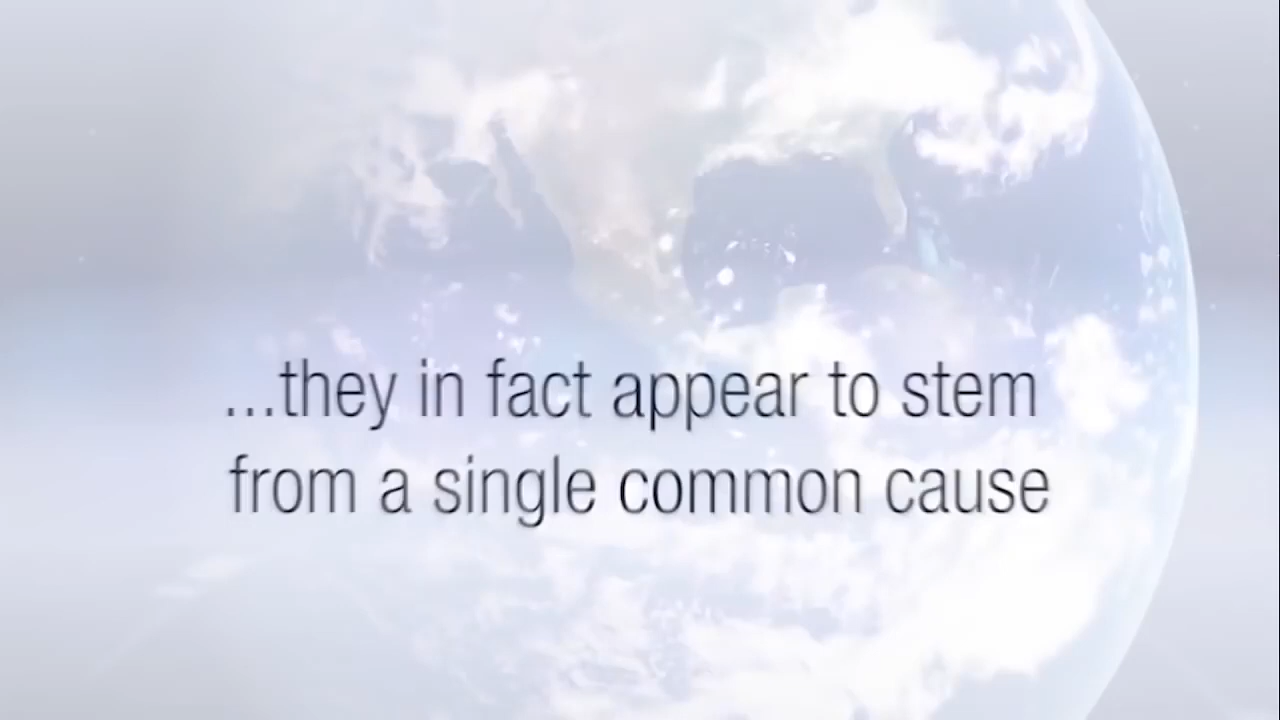 ...they in fact appear to stem
from a single common cause